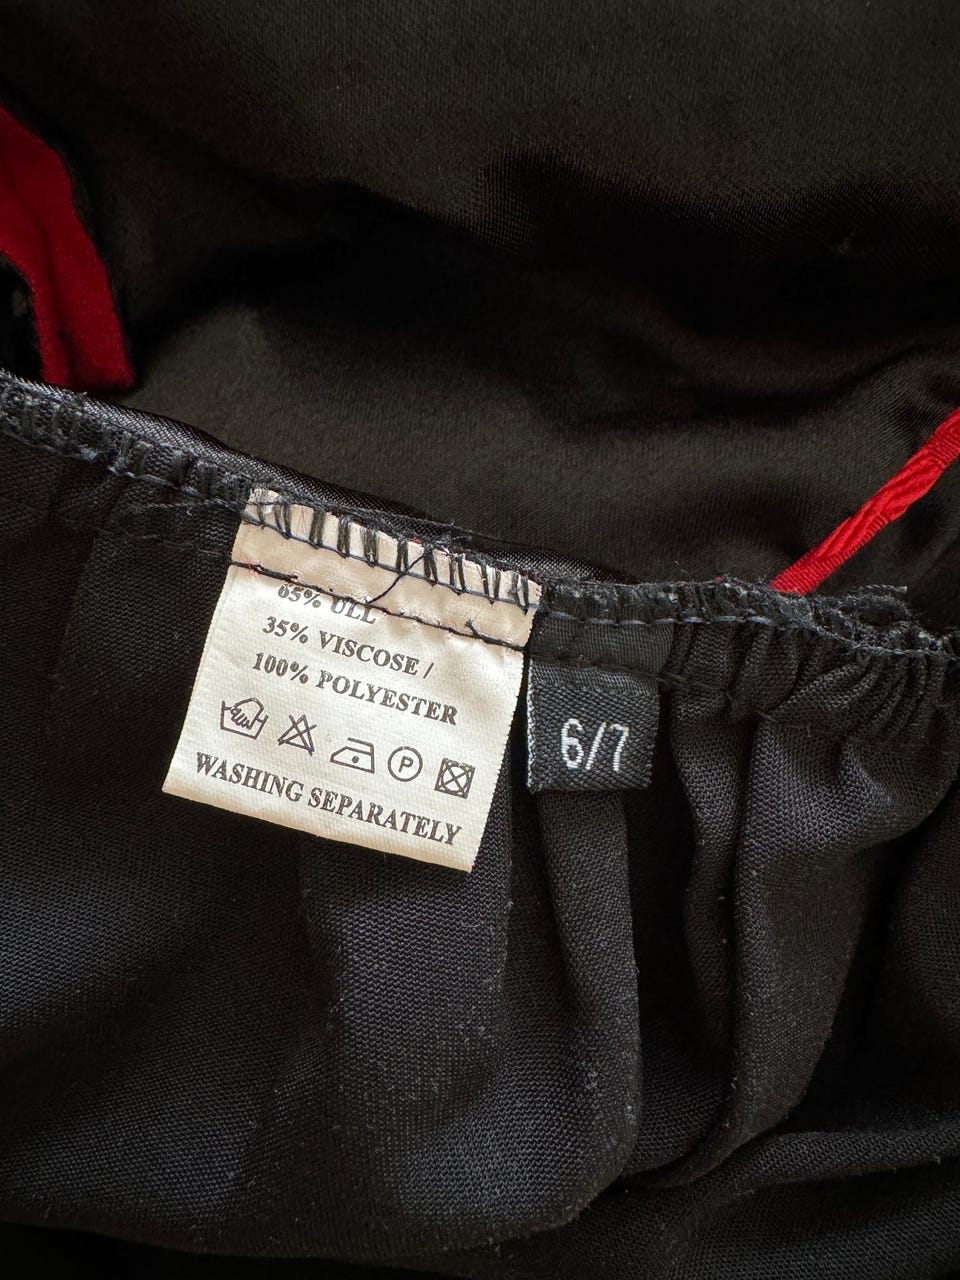 65% ULL
35% VISCOSE /
100% POLYESTER
P
WASHING SEPARATELY
6/7